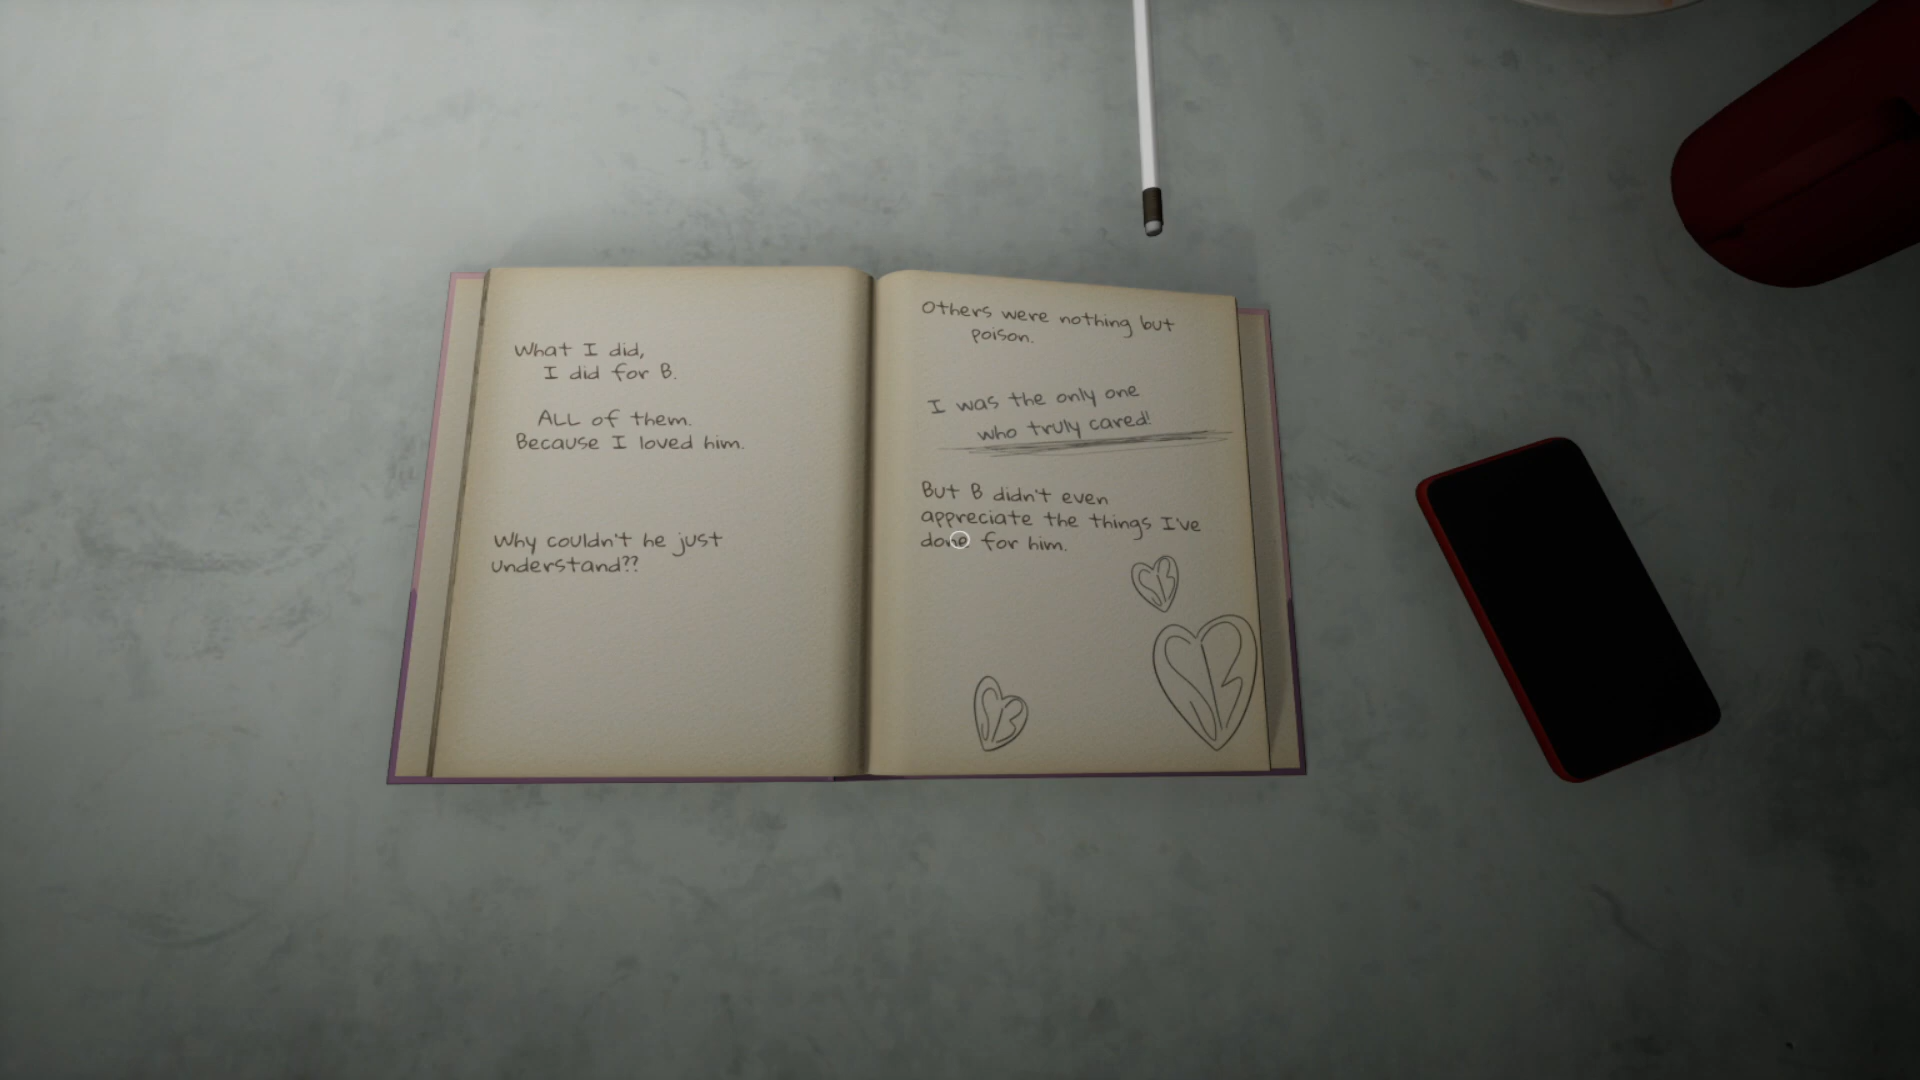 What I did,
I did for B.
ALL of them.
Because I loved him.
Why couldn't he just
understand??
Others were nothing but
poison.
I was the only one
who truly cared!
But B didn't even
appreciate the things I've
done for him.